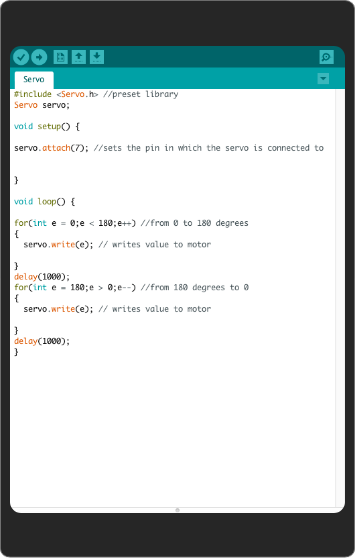 Servo
#include <Servo.h> //preset library
Servo servo;
void setup() {
servo.attach(7); //sets the pin in which the servo is connected to
}
void loop() {
for(int e = 0;e < 180;e++) //from 0 to 180 degrees
{
servo.write(e); // writes value to motor
}
delay(1000);
for(int e = 180;e > 0;e--) //from 180 degrees to 0
{
servo.write(e); // writes value to motor
}
delay(1000);
}